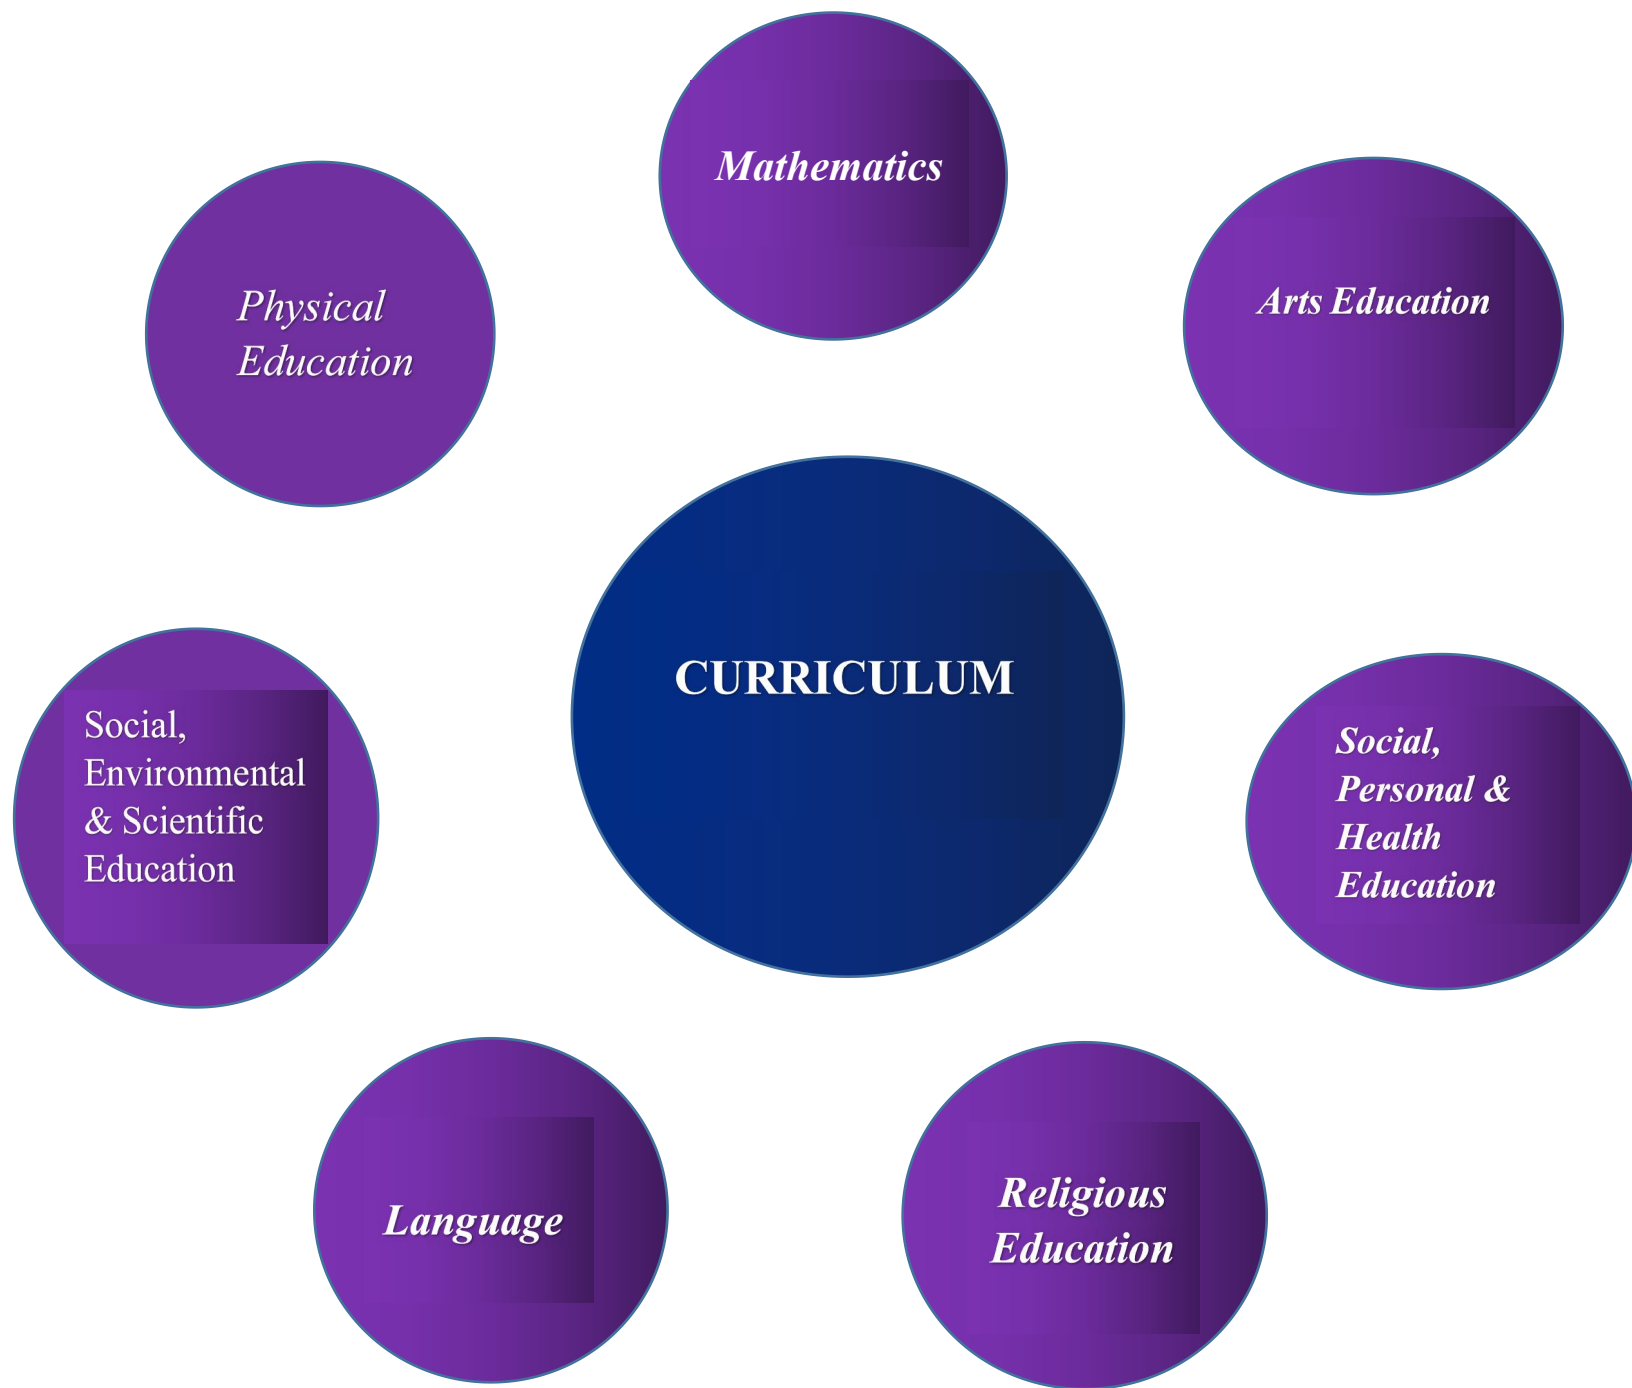 Mathematics
Physical
Education
Arts Education
CURRICULUM
Social,
Environmental
& Scientific
Education
Social,
Personal &
Health
Education
Language
Religious
Education